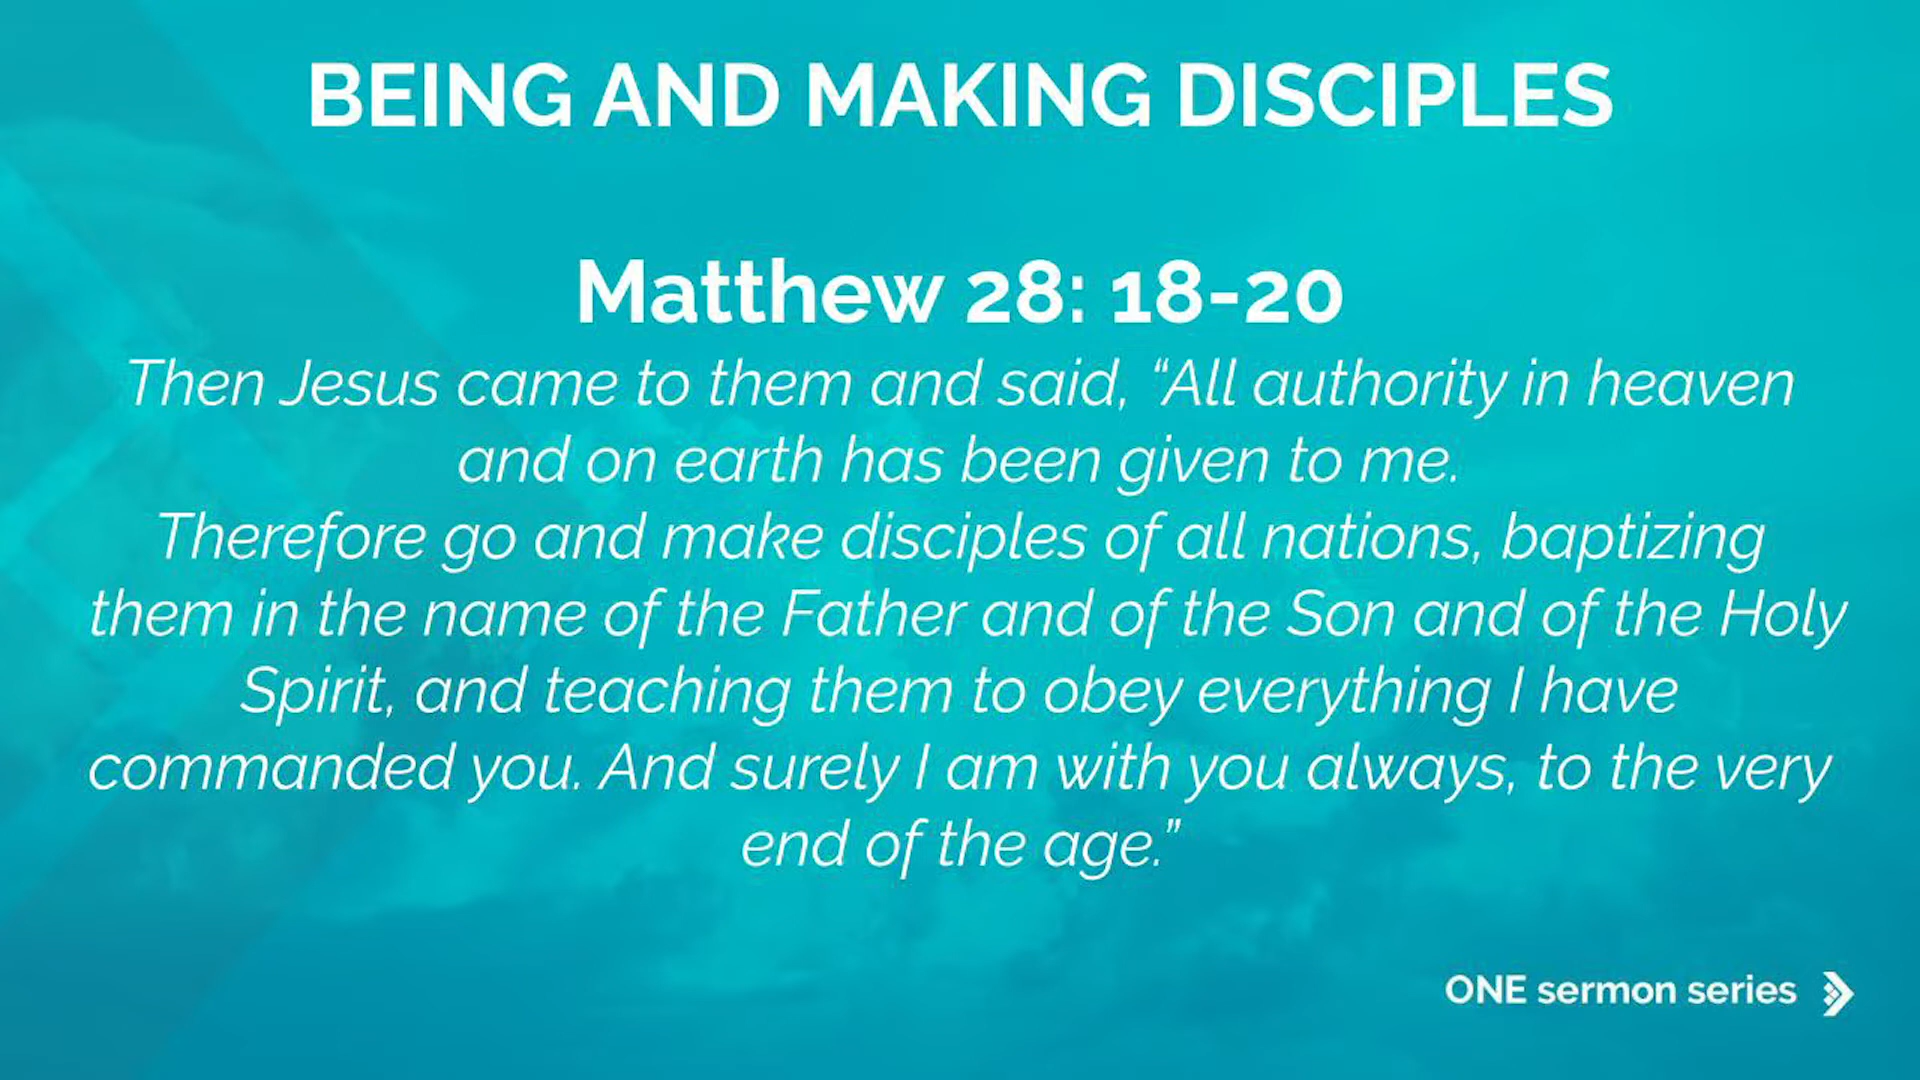 BEING AND MAKING DISCIPLES
Matthew 28: 18-20
Then Jesus came to them and said, “All authority in heaven
and on earth has been given to me.
Therefore go and make disciples of all nations, baptizing
them in the name of the Father and of the Son and of the Holy
Spirit, and teaching them to obey everything I have
commanded you. And surely I am with you always, to the very
end of the age.”
ONE sermon series